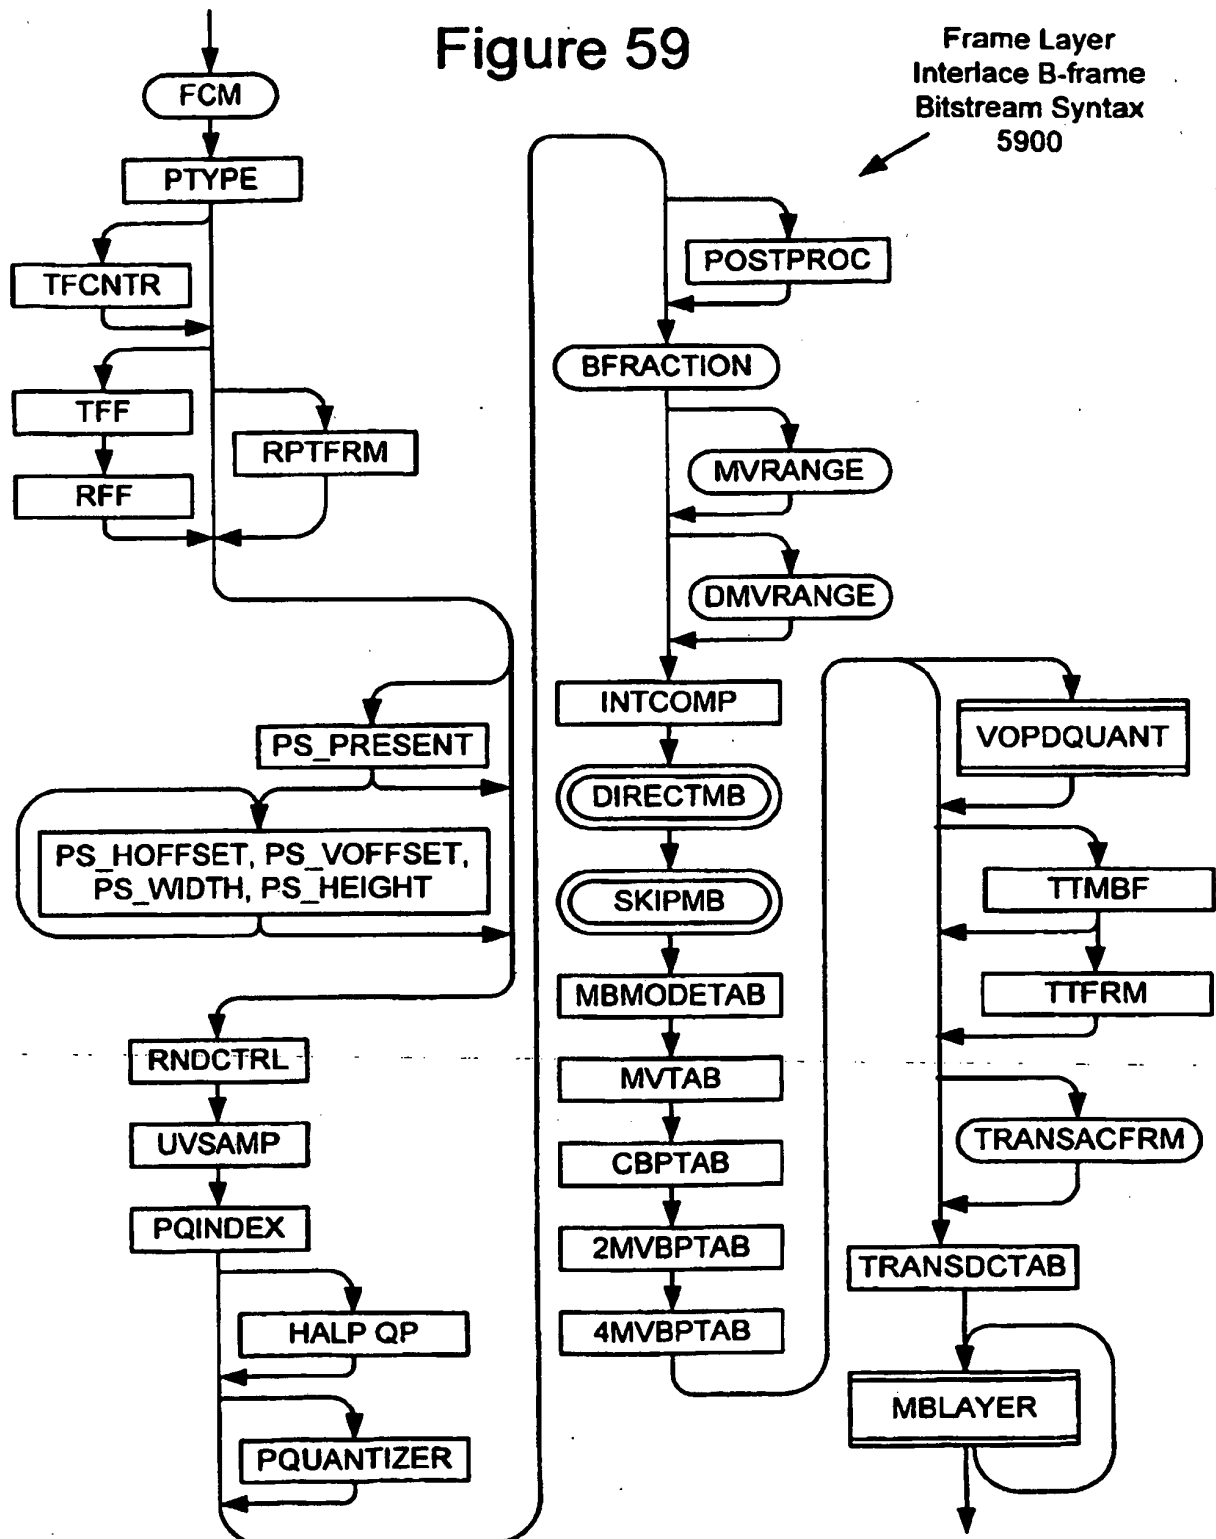 Figure 59
Frame Layer
Interlace B-frame
Bitstream Syntax
5900
FCM
PTYPE
TFCNTR
TFF
RFF
RPTFRM
PS_PRESENT
PS_HOFFSET, PS_VOFFSET,
PS_WIDTH, PS_HEIGHT
RNDCTRL
UVSAMP
PQINDEX
HALP QP
PQUANTIZER
POSTPROC
BFRACTION
MVRANGE
DMVRANGE
INTCOMP
DIRECTMB
SKIPMB
MBMODETAB
MVTAB
CBPTAB
2MVBPTAB
4MVBPTAB
VOPDQUANT
TTMBF
TTFRM
TRANSACFRM
TRANSDCTAB
MBLAYER